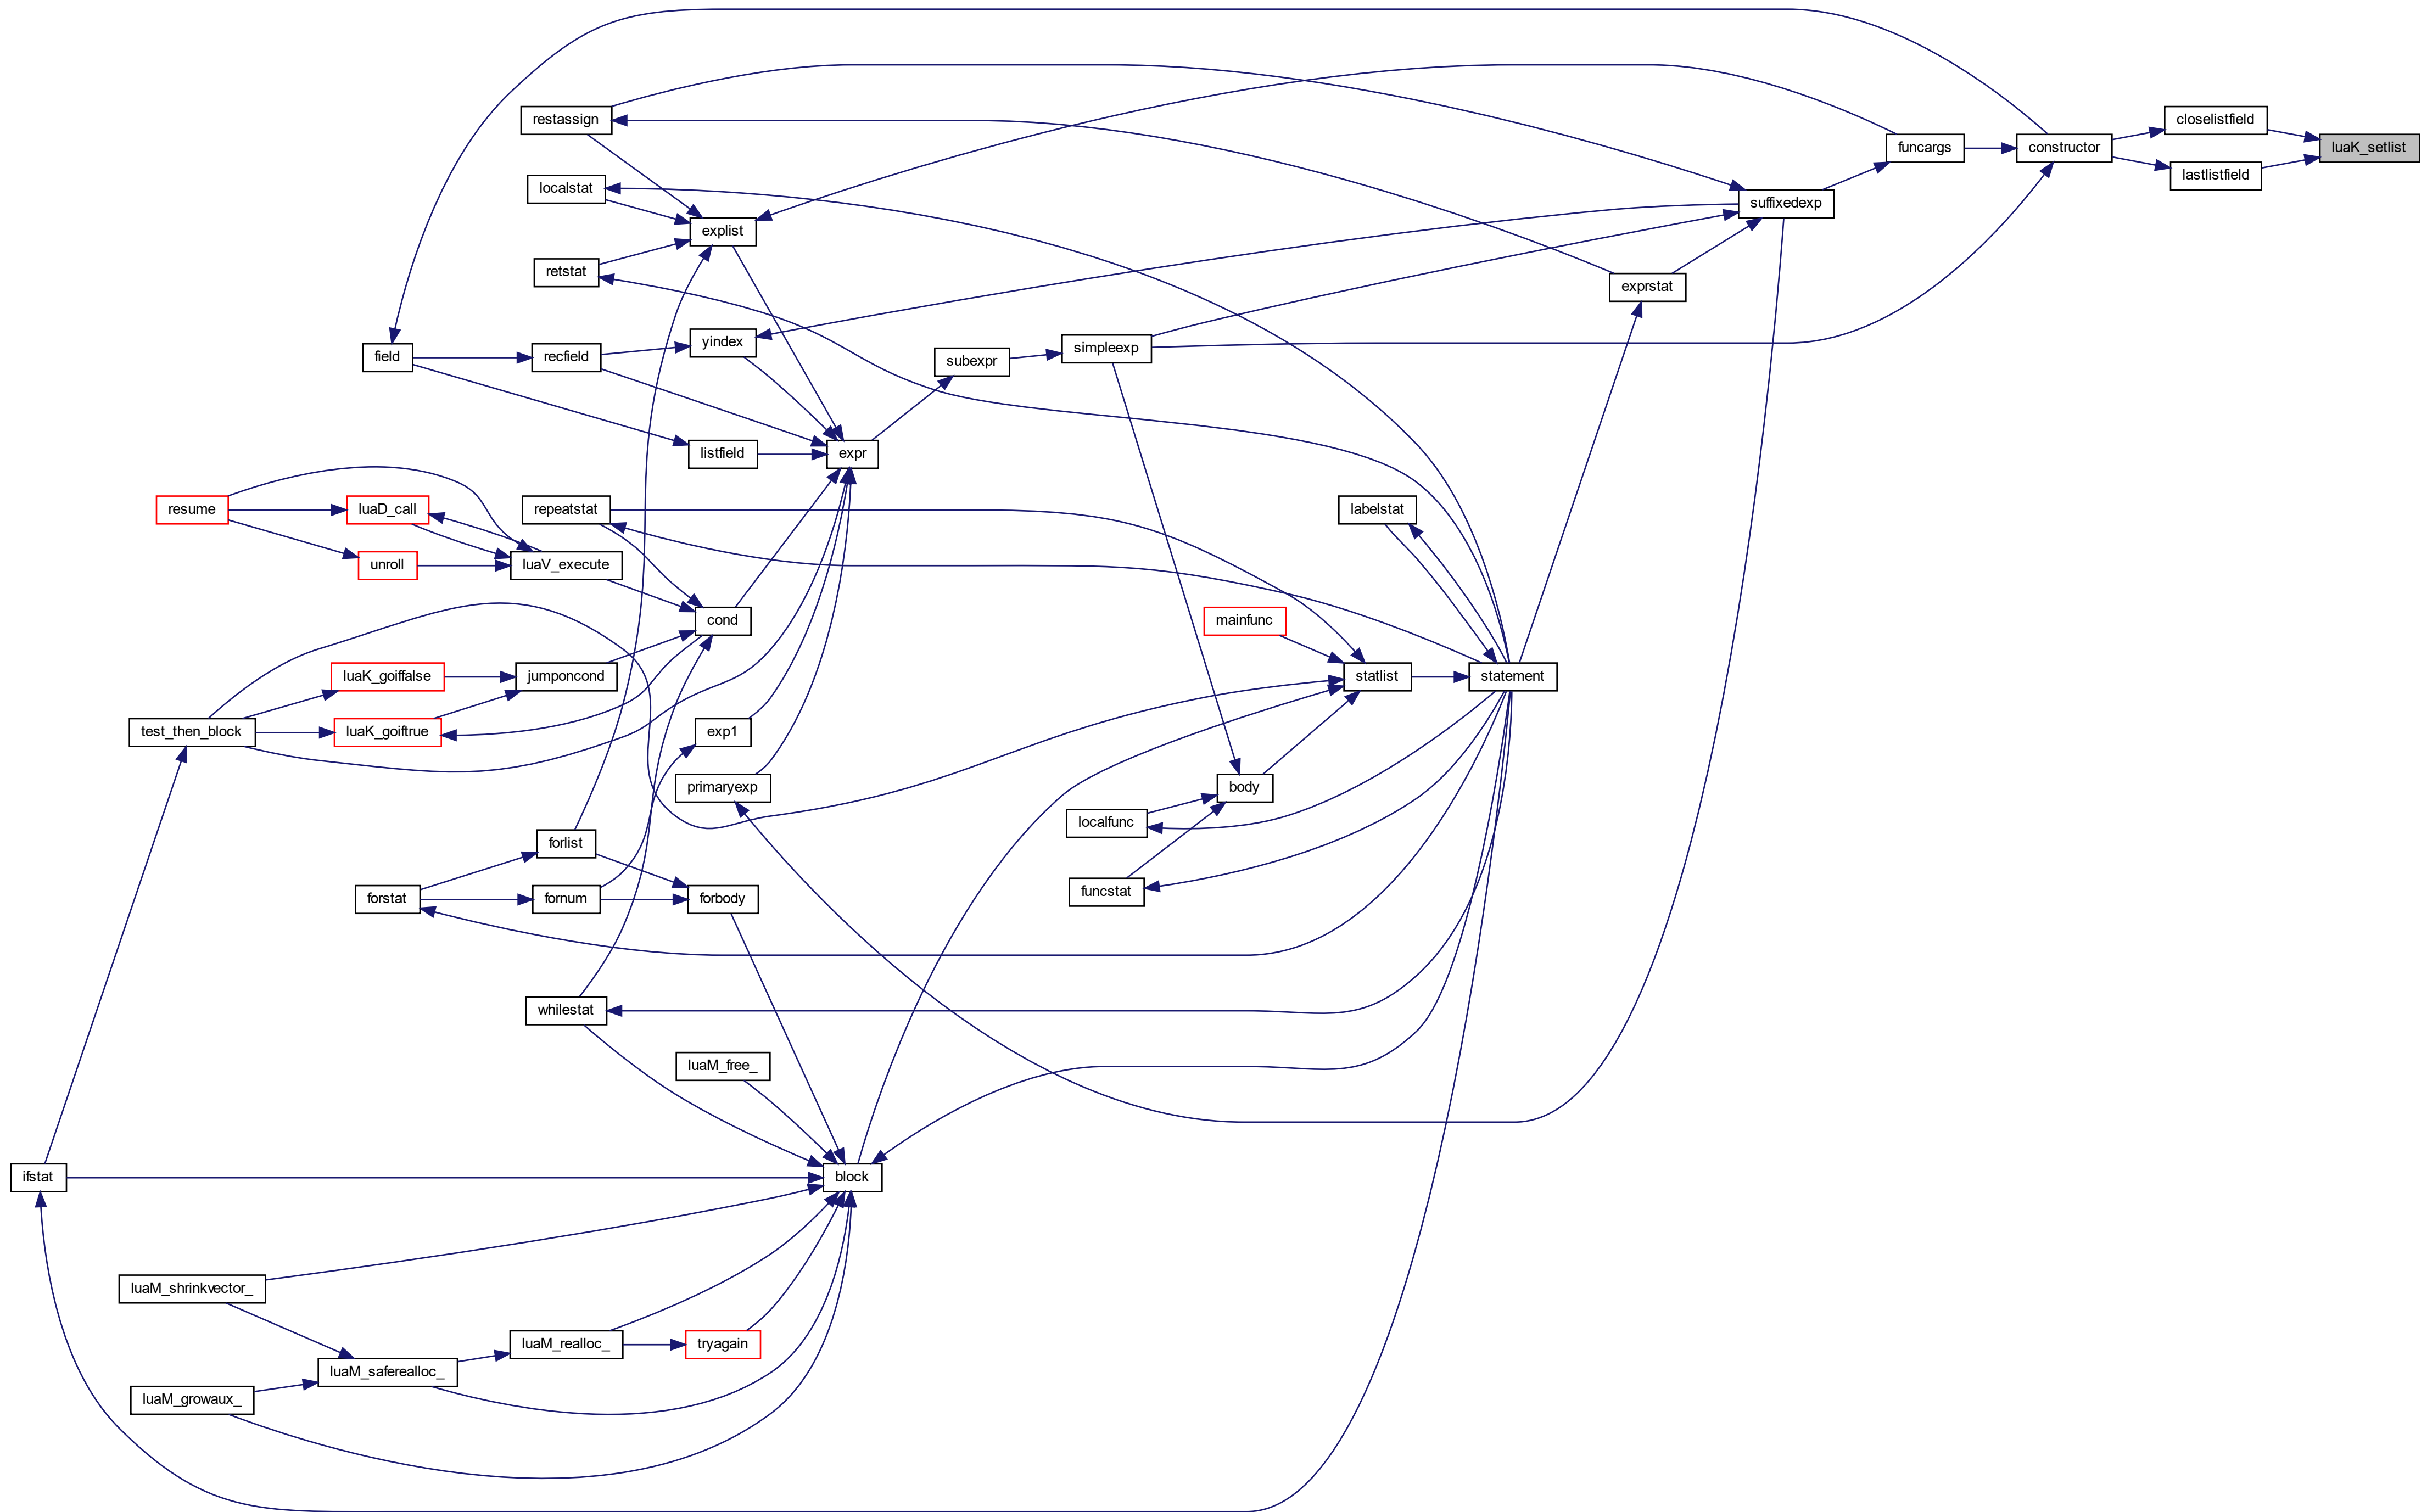 restassign
closelistfield
funcargs
constructor
luaK_setlist
localstat
lastlistfield
suffixedexp
explist
retstat
exprstat
yindex
simpleexp
field
recfield
subexpr
listfield
expr
resume
luaD_call
repeatstat
labelstat
unroll
luaV_execute
mainfunc
cond
luaK_goiffalse
jumponcond
statlist
statement
test_then_block
luaK_goiftrue
exp1
primaryexp
body
localfunc
forlist
funcstat
forstat
fornum
forbody
whilestat
luaM_free_
ifstat
block
luaM_shrinkvector_
luaM_realloc_
tryagain
luaM_saferealloc_
luaM_growaux_